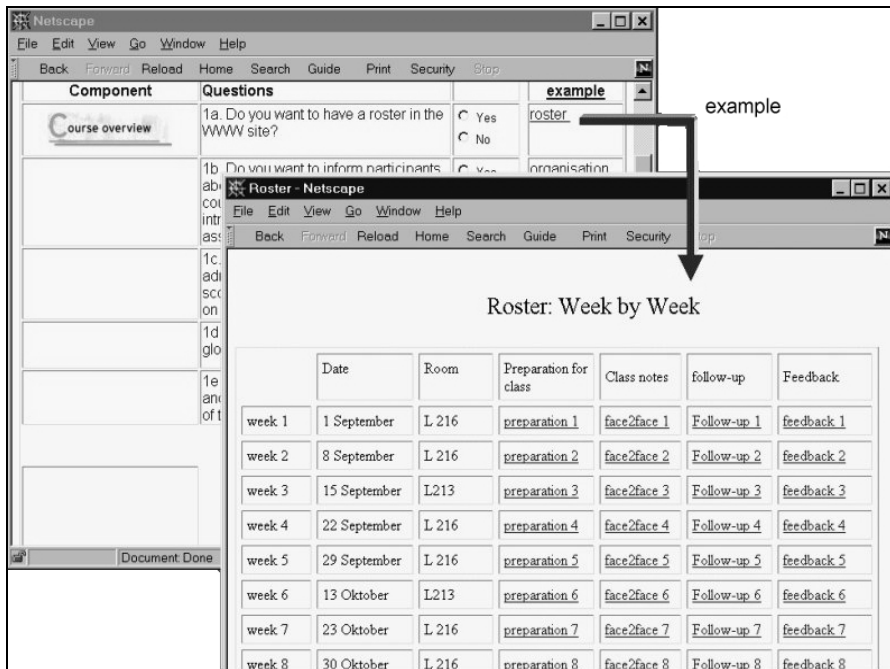 Netscape
File Edit View Go Window Help
Back Forward Reload Home Search Guide Print Security Stop
Component Questions example
Course overview
1a. Do you want to have a roster in the
WWW site?
Yes
No
roster
example
1b. Do you want to inform participants
Yes
organisation
1c.
on
1d
1e
Document: Done
Roster - Netscape
File Edit View Go Window Help
Back Forward Reload Home Search Guide Print Security
Roster: Week by Week
Date Room Preparation for class Class notes follow-up Feedback
week 1 1 September L 216 preparation 1 face2face 1 Follow-up 1 feedback 1
week 2 8 September L 216 preparation 2 face2face 2 Follow-up 2 feedback 2
week 3 15 September L213 preparation 3 face2face 3 Follow-up 3 feedback 3
week 4 22 September L 216 preparation 4 face2face 4 Follow-up 4 feedback 4
week 5 29 September L 216 preparation 5 face2face 5 Follow-up 5 feedback 5
week 6 13 Oktober L213 preparation 6 face2face 6 Follow-up 6 feedback 6
week 7 23 Oktober L 216 preparation 7 face2face 7 Follow-up 7 feedback 7
week 8 30 Oktober L 216 preparation 8 face2face 8 Follow-up 8 feedback 8